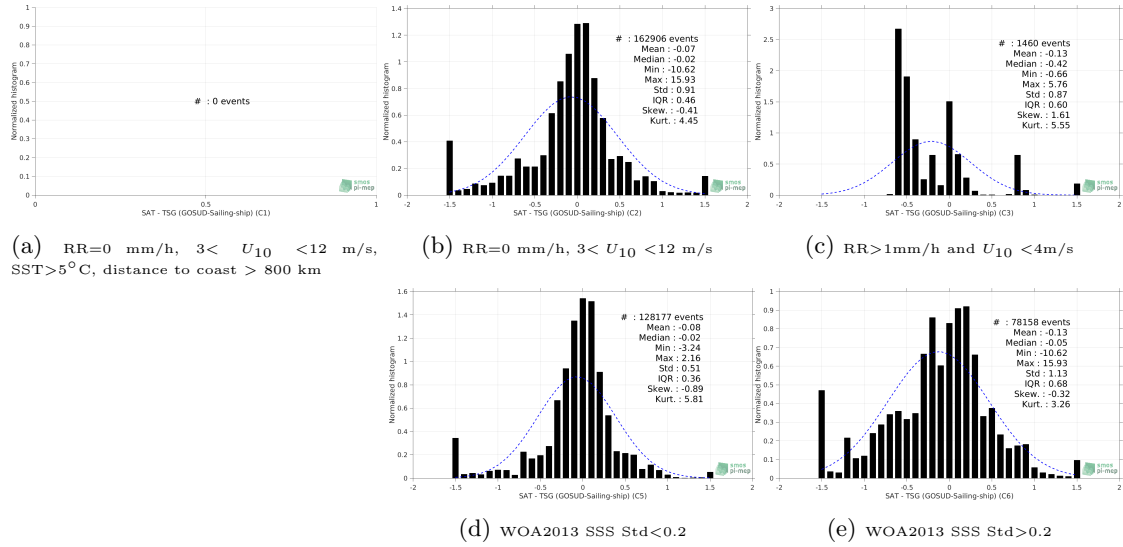 1
0.9
0.8
0.7
0.6
0.5
0.4
0.3
0.2
0.1
0
Normalized histogram
# : 0 events
0 0.5 1
SAT - TSG (GOSUD-Sailing-ship) (C1)
smos
pi-mep
(a) RR=0 mm/h, 3< U10 <12 m/s,
SST>5°C, distance to coast > 800 km
1.4
1.2
1
0.8
0.6
0.4
0.2
0
Normalized histogram
# : 162906 events
Mean : -0.07
Median : -0.02
Min : -10.62
Max : 15.93
Std : 0.91
IQR : 0.46
Skew. : -0.41
Kurt. : 4.45
-2 -1.5 -1 -0.5 0 0.5 1 1.5 2
SAT - TSG (GOSUD-Sailing-ship) (C2)
smos
pi-mep
(b) RR=0 mm/h, 3< U10 <12 m/s
3
2.5
2
1.5
1
0.5
0
Normalized histogram
# : 1460 events
Mean : -0.13
Median : -0.42
Min : -0.66
Max : 5.76
Std : 0.87
IQR : 0.60
Skew. : 1.61
Kurt. : 5.55
-2 -1.5 -1 -0.5 0 0.5 1 1.5 2
SAT - TSG (GOSUD-Sailing-ship) (C3)
smos
pi-mep
(c) RR>1mm/h and U10 <4m/s
1.6
1.4
1.2
1
0.8
0.6
0.4
0.2
0
Normalized histogram
# : 128177 events
Mean : -0.08
Median : -0.02
Min : -3.24
Max : 2.16
Std : 0.51
IQR : 0.36
Skew. : -0.89
Kurt. : 5.81
-2 -1.5 -1 -0.5 0 0.5 1 1.5 2
SAT - TSG (GOSUD-Sailing-ship) (C5)
smos
pi-mep
(d) WOA2013 SSS Std<0.2
1
0.9
0.8
0.7
0.6
0.5
0.4
0.3
0.2
0.1
0
Normalized histogram
# : 78158 events
Mean : -0.13
Median : -0.05
Min : -10.62
Max : 15.93
Std : 1.13
IQR : 0.68
Skew. : -0.32
Kurt. : 3.26
-2 -1.5 -1 -0.5 0 0.5 1 1.5 2
SAT - TSG (GOSUD-Sailing-ship) (C6)
smos
pi-mep
(e) WOA2013 SSS Std>0.2